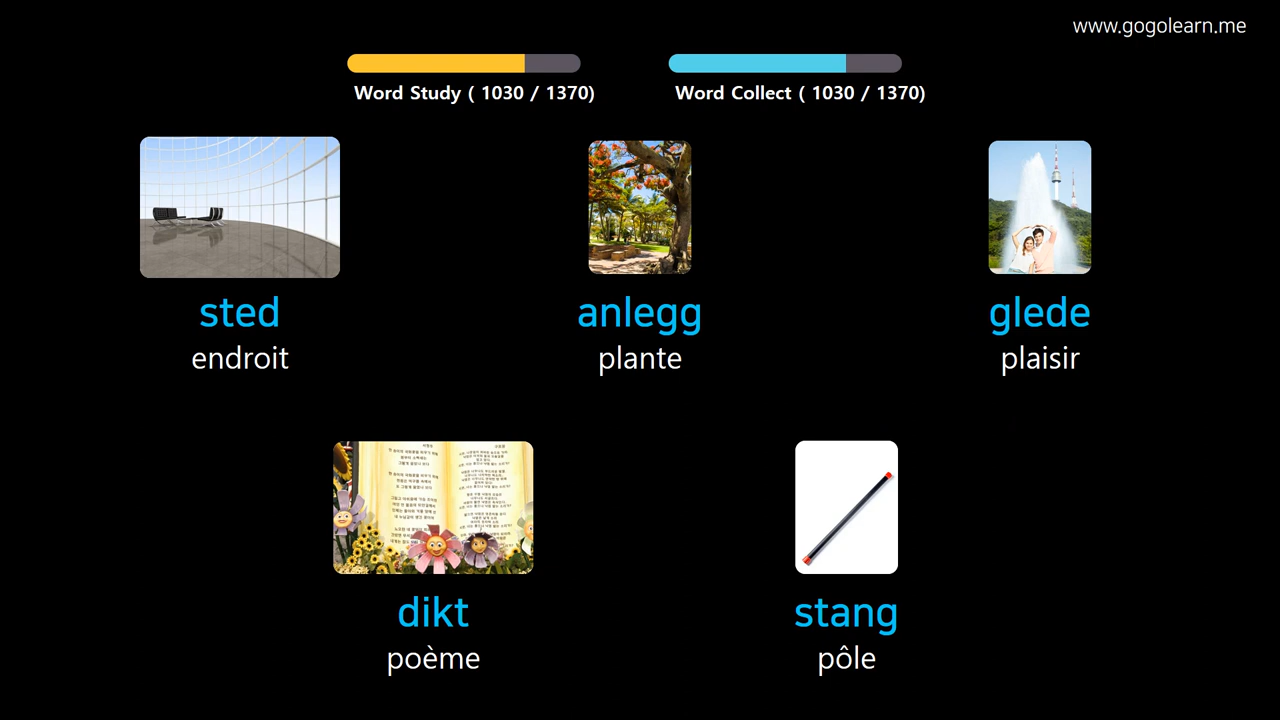 www.gogolearn.me
Word Study ( 1030 / 1370)
Word Collect ( 1030 / 1370)
sted
endroit
anlegg
plante
glede
plaisir
dikt
poème
stang
pôle